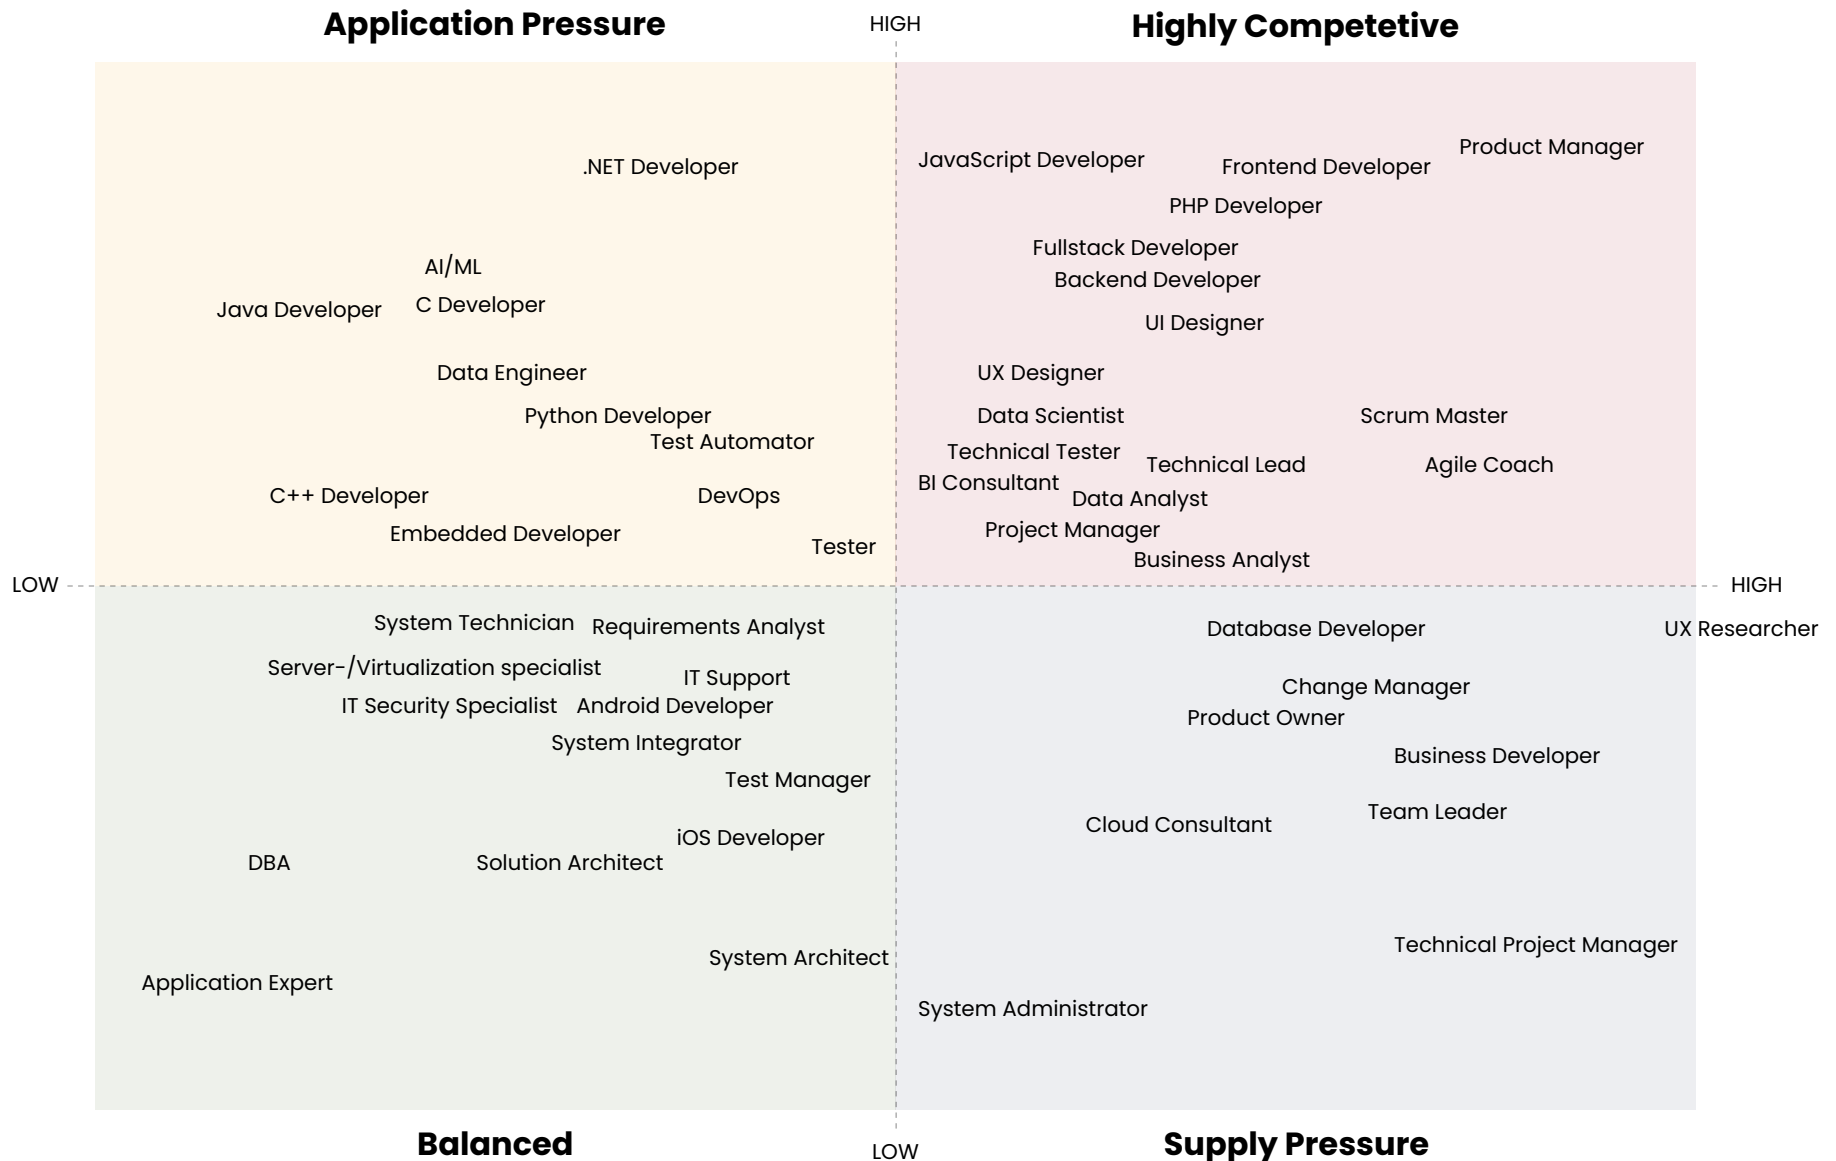 Application Pressure
HIGH
Highly Competetive
Product Manager
JavaScript Developer
.NET Developer
Frontend Developer
PHP Developer
Fullstack Developer
AI/ML
Backend Developer
C Developer
Java Developer
UI Designer
Data Engineer
UX Designer
Python Developer
Data Scientist
Scrum Master
Test Automator
Technical Tester
Technical Lead
Agile Coach
BI Consultant
C++ Developer
DevOps
Data Analyst
Embedded Developer
Project Manager
Tester
Business Analyst
LOW
HIGH
System Technician
Requirements Analyst
Database Developer
UX Researcher
Server-/Virtualization specialist
IT Support
Change Manager
IT Security Specialist
Android Developer
Product Owner
System Integrator
Business Developer
Test Manager
Team Leader
Cloud Consultant
iOS Developer
DBA
Solution Architect
Technical Project Manager
System Architect
Application Expert
System Administrator
Balanced
LOW
Supply Pressure